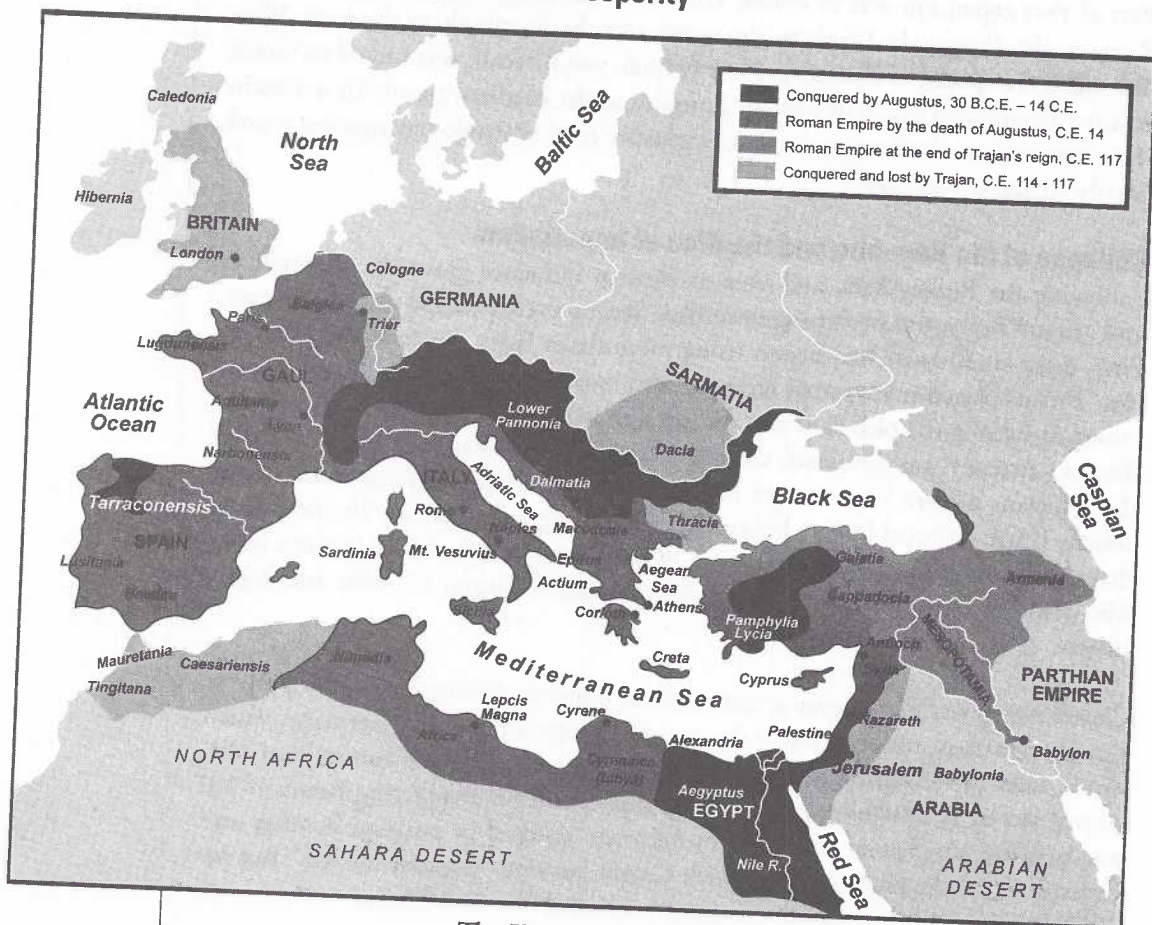 Conquered by Augustus, 30 B.C.E. – 14 C.E.
Roman Empire by the death of Augustus, C.E. 14
Roman Empire at the end of Trajan's reign, C.E. 117
Conquered and lost by Trajan, C.E. 114 - 117
Caledonia
North
Sea
Baltic Sea
Hibernia
BRITAIN
London
Cologne
GERMANIA
Belgica
Trier
Paris
Lugdunensis
GAUL
SARMATIA
Atlantic
Ocean
Aquitania
Lyon
Lower
Pannonia
Dacia
Narbonensis
ITALY
Adriatic Sea
Dalmatia
Black Sea
Caspian
Sea
Tarraconensis
Rome
Naples
Macedonia
Thracia
SPAIN
Sardinia
Mt. Vesuvius
Epirus
Aegean
Sea
Galatia
Armenia
Lusitania
Actium
Cappadocia
Athens
Pamphylia
Lycia
Antioch
MESOPOTAMIA
Mauretania
Caesariensis
Numidia
Mediterranean Sea
Creta
Cyprus
PARTHIAN
EMPIRE
Tingitana
Lepcis
Magna
Cyrene
Alexandria
Palestine
Nazareth
Babylon
Africa
NORTH AFRICA
Jerusalem
Babylonia
Aegyptus
EGYPT
ARABIA
SAHARA DESERT
Nile R.
Red Sea
ARABIAN
DESERT